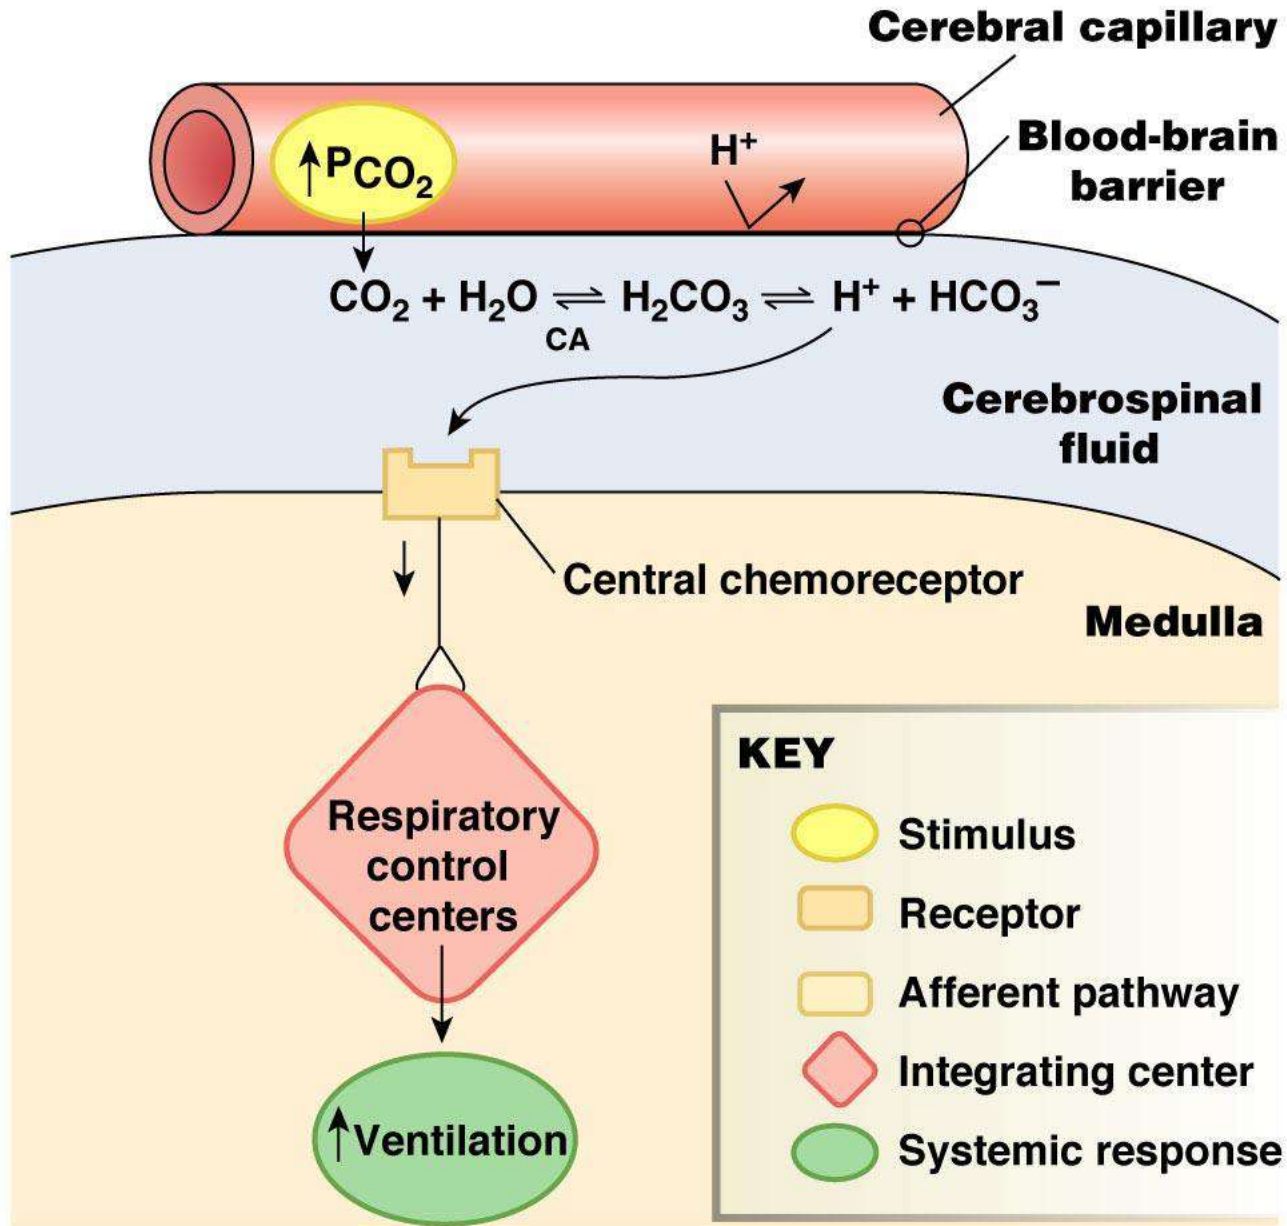 Cerebral capillary
Blood-brain
barrier
↑PCO₂
H⁺
CO₂ + H₂O ⇌ H₂CO₃ ⇌ H⁺ + HCO₃⁻
CA
Cerebrospinal
fluid
Central chemoreceptor
Medulla
Respiratory
control
centers
↑Ventilation
KEY
Stimulus
Receptor
Afferent pathway
Integrating center
Systemic response